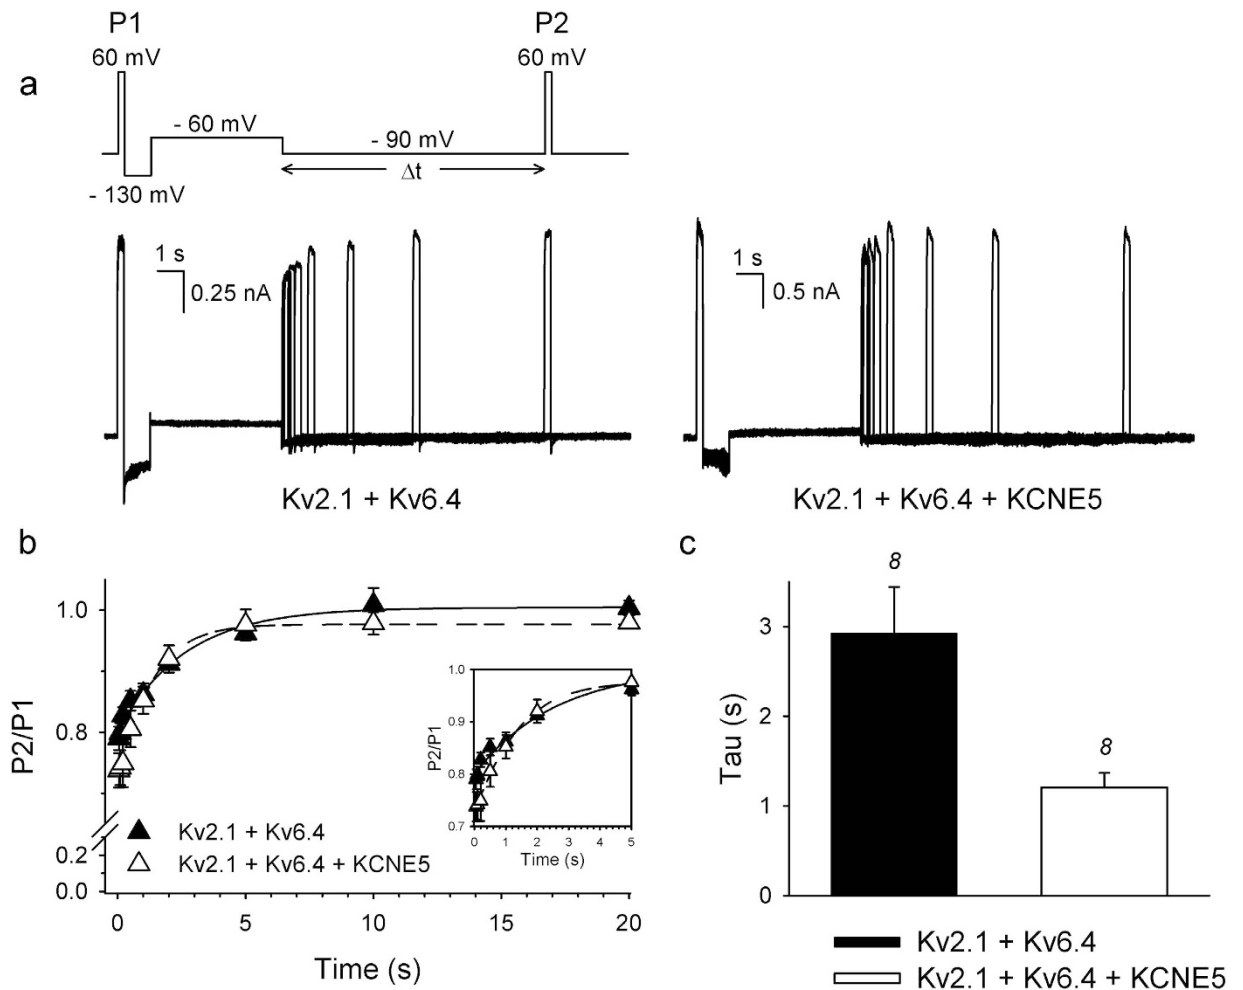 P1 P2
60 mV 60 mV
a
- 60 mV
- 90 mV
Δt
- 130 mV
1 s
0.25 nA
1 s
0.5 nA
Kv2.1 + Kv6.4
Kv2.1 + Kv6.4 + KCNE5
b
P2/P1
1.0
0.8
0.2
0.0
0 5 10 15 20
Time (s)
Kv2.1 + Kv6.4
Kv2.1 + Kv6.4 + KCNE5
P2/P1
1.0
0.9
0.8
0.7
0 1 2 3 4 5
Time (s)
c
Tau (s)
3
2
1
0
8
8
Kv2.1 + Kv6.4
Kv2.1 + Kv6.4 + KCNE5